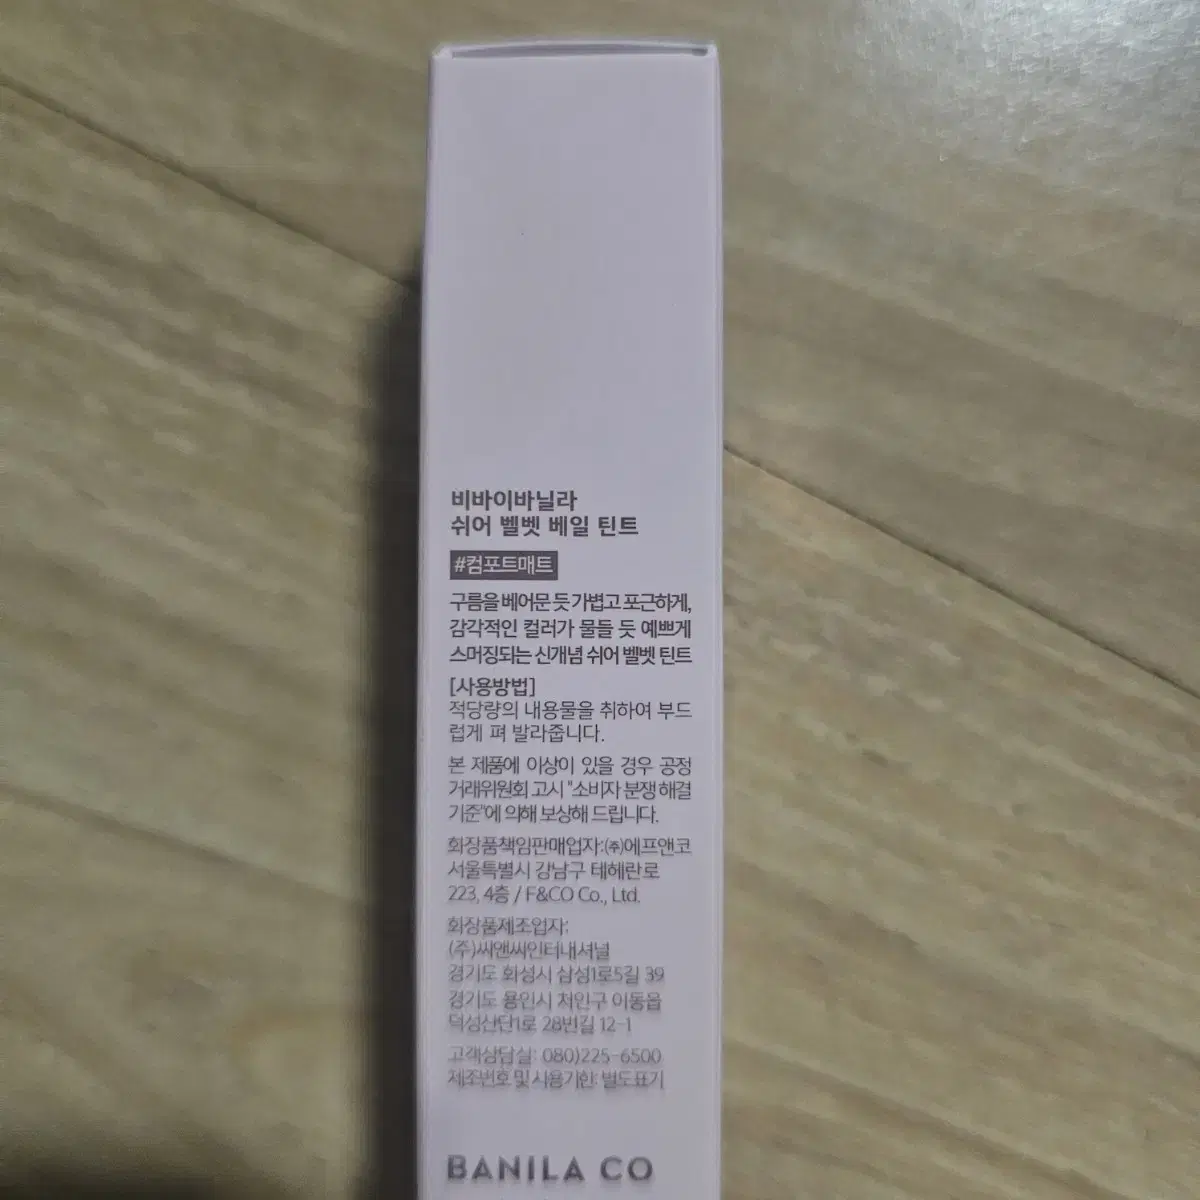 비바이바닐라
쉬어 벨벳 베일 틴트
#컴포트매트
구름을 베어문 듯 가볍고 포근하게,
감각적인 컬러가 물들 듯 예쁘게
스머징되는 신개념 쉬어 벨벳 틴트
[사용방법]
적당량의 내용물을 취하여 부드
럽게 펴 발라줍니다.
본 제품에 이상이 있을 경우 공정
거래위원회 고시 "소비자 분쟁 해결
기준"에 의해 보상해 드립니다.
화장품책임판매업자:㈜에프앤코
서울특별시 강남구 테헤란로
223, 4층 / F&CO Co., Ltd.
화장품제조업자:
(주)씨앤씨인터내셔널
경기도 화성시 삼성1로5길 39
경기도 용인시 처인구 이동읍
덕성산단1로 28번길 12-1
고객상담실: 080)225-6500
제조번호 및 사용기한: 별도표기
BANILA CO